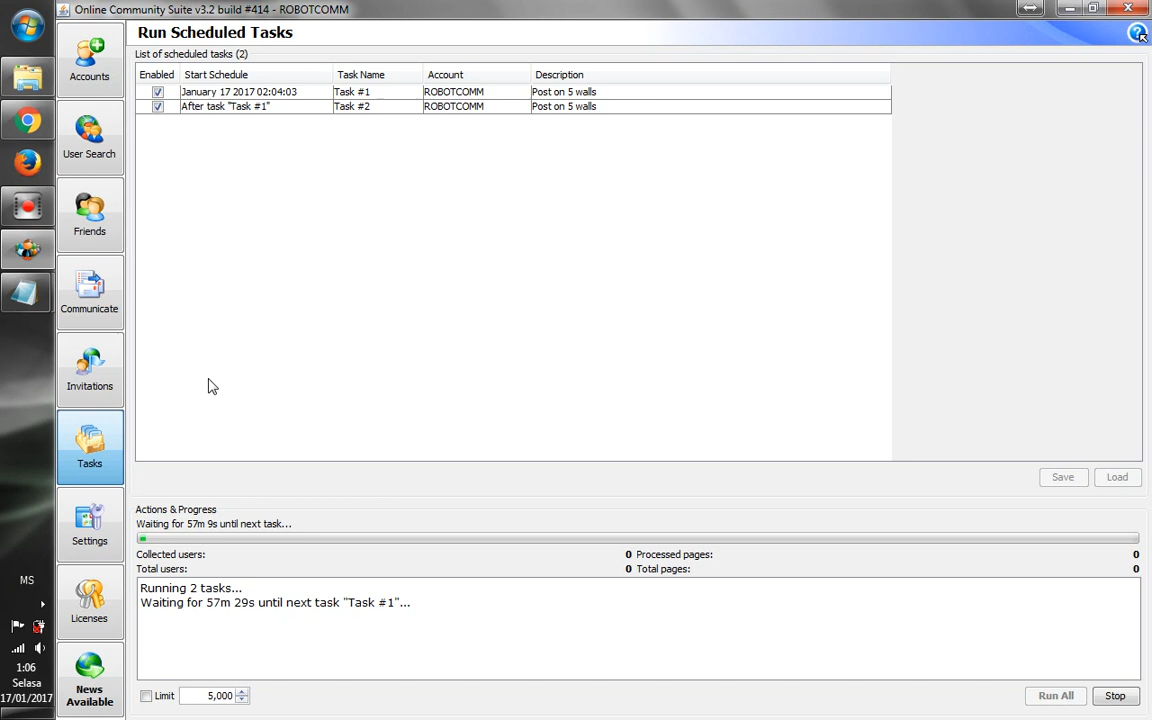 Online Community Suite v3.2 build #414 - ROBOTCOMM
Run Scheduled Tasks
List of scheduled tasks (2)
Enabled Start Schedule Task Name Account Description
January 17 2017 02:04:03 Task #1 ROBOTCOMM Post on 5 walls
After task "Task #1" Task #2 ROBOTCOMM Post on 5 walls
Accounts
User Search
Friends
Communicate
Invitations
Tasks
Settings
Licenses
News
Available
Save Load
Actions & Progress
Waiting for 57m 9s until next task...
Collected users: 0 Processed pages: 0
Total users: 0 Total pages: 0
Running 2 tasks...
Waiting for 57m 29s until next task "Task #1"...
Limit 5,000 Run All Stop
MS
1:06
Selasa
17/01/2017